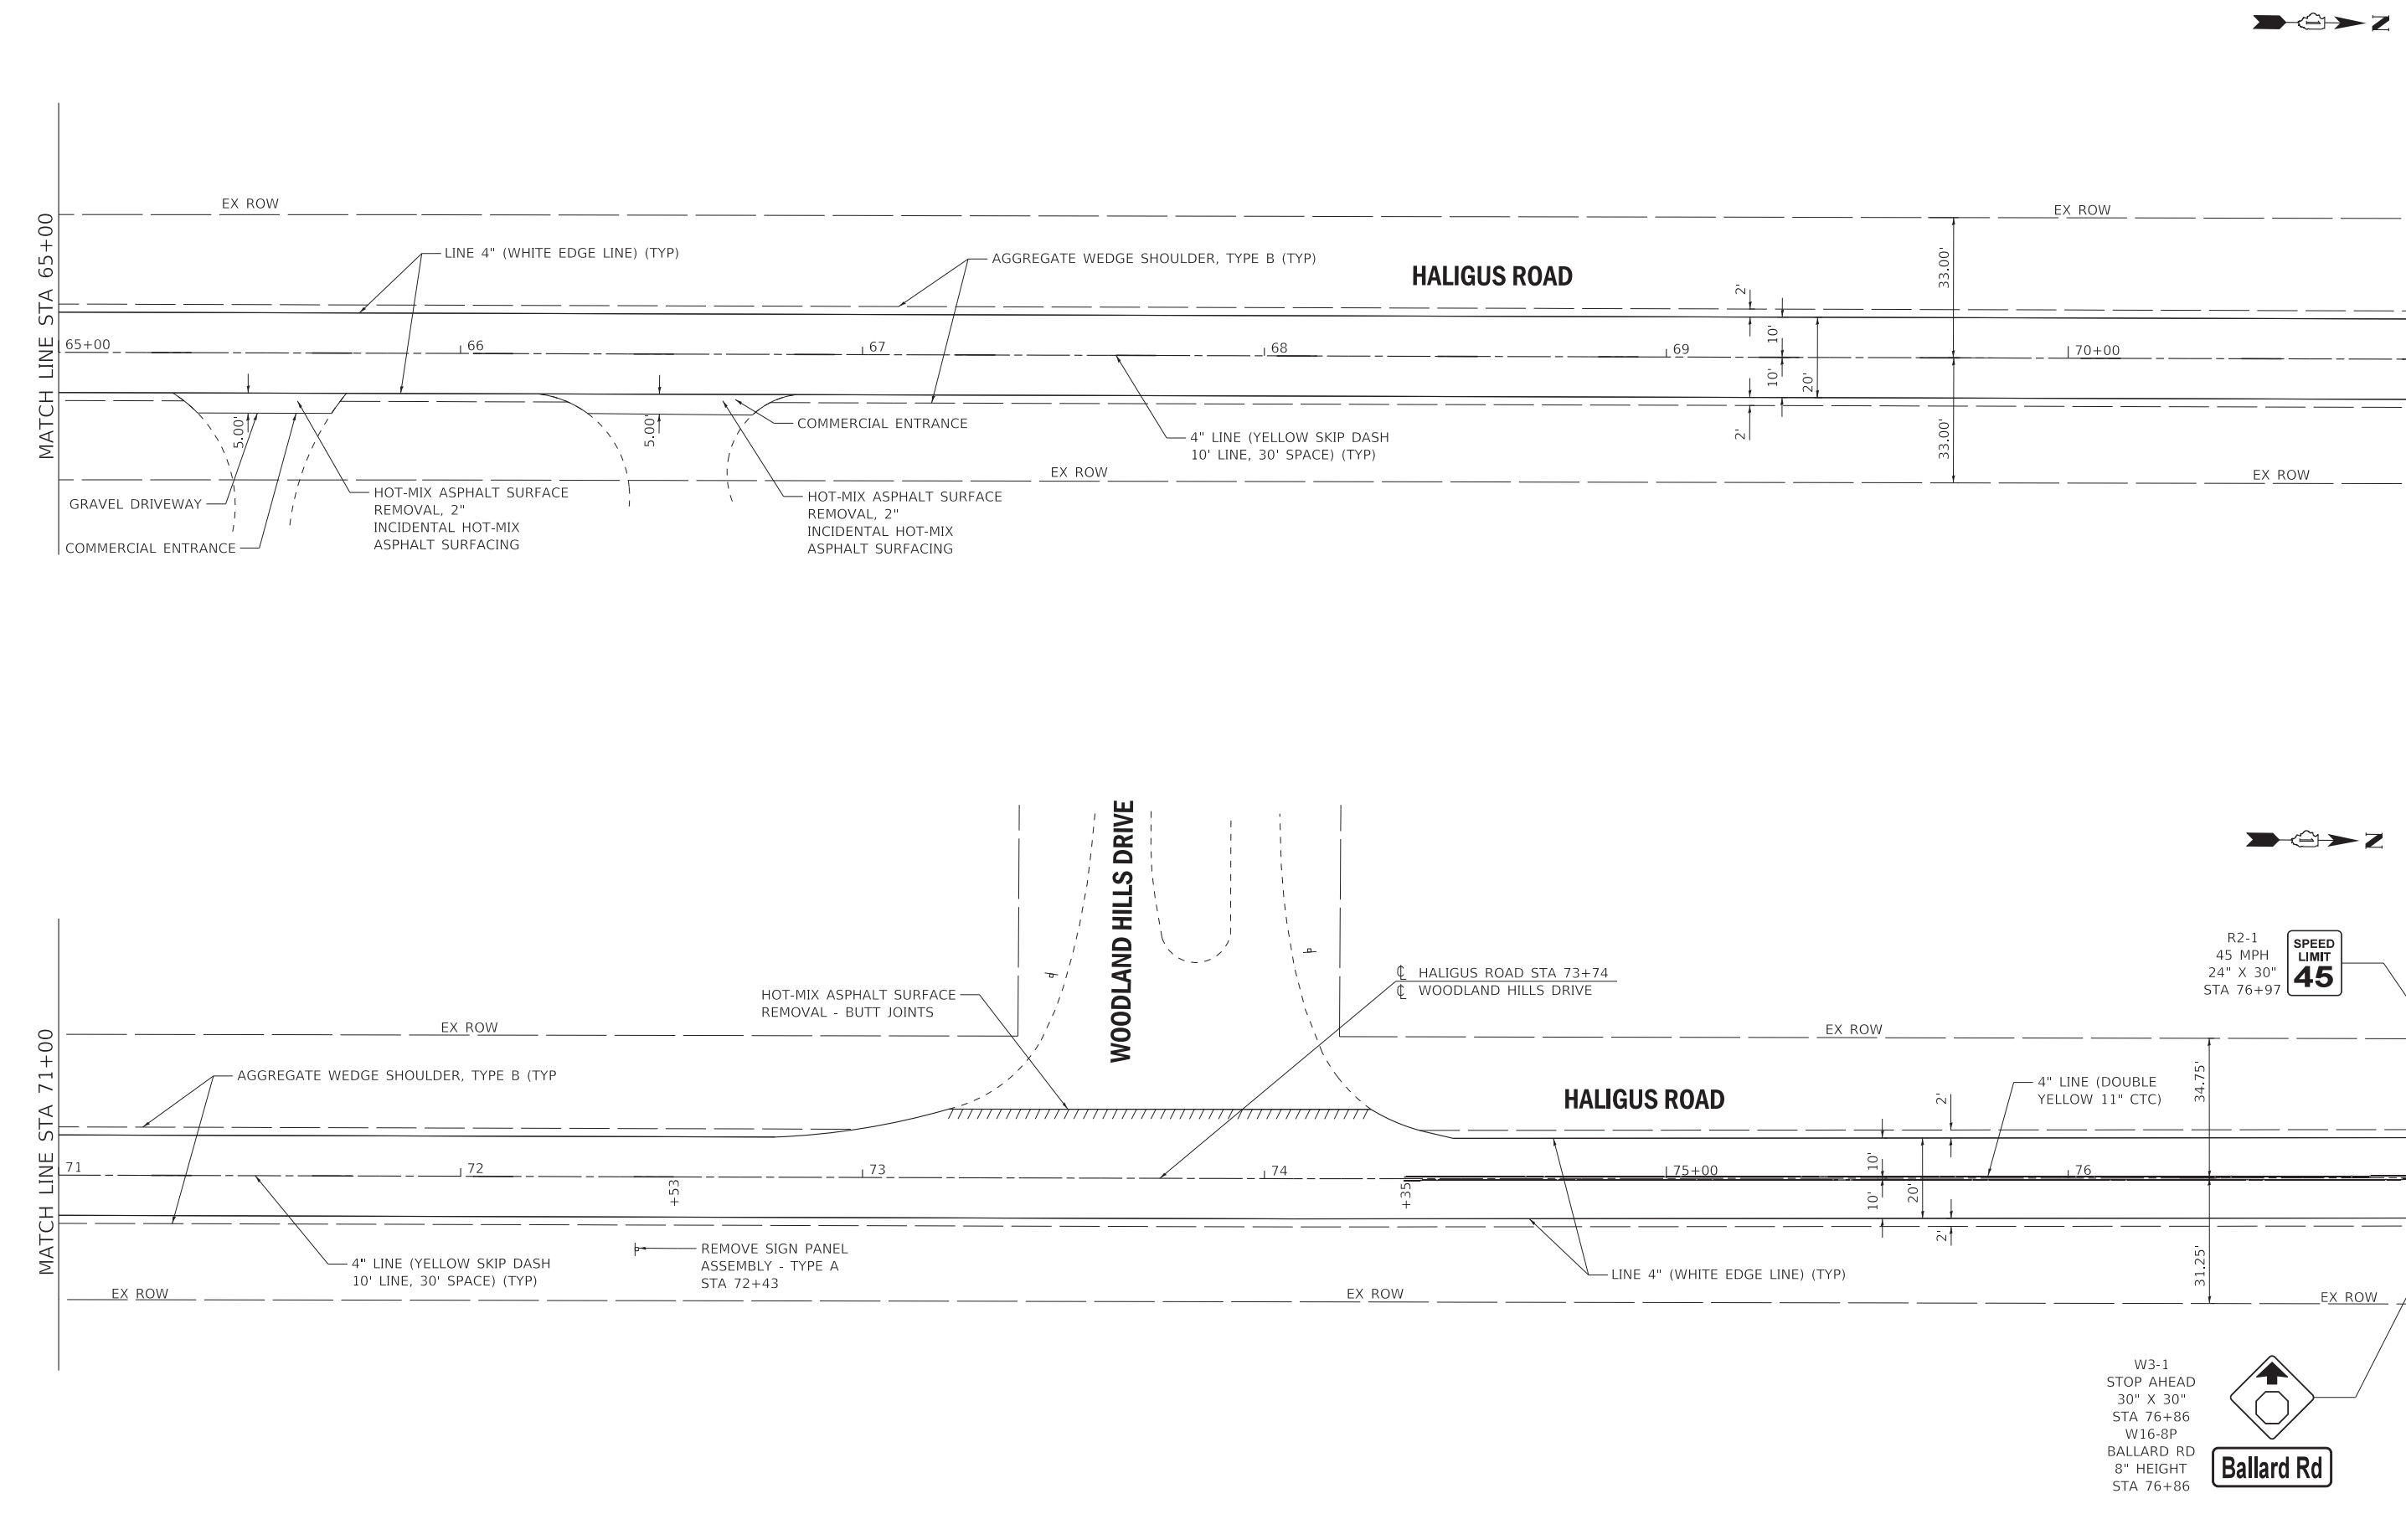 N
MATCH LINE STA 65+00
EX ROW
EX ROW
LINE 4" (WHITE EDGE LINE) (TYP)
AGGREGATE WEDGE SHOULDER, TYPE B (TYP)
HALIGUS ROAD
33.00'
2'
10'
65+00
66
67
68
69
70+00
10'
20'
5.00'
5.00'
COMMERCIAL ENTRANCE
2'
33.00'
4" LINE (YELLOW SKIP DASH
10' LINE, 30' SPACE) (TYP)
EX ROW
EX ROW
GRAVEL DRIVEWAY
HOT-MIX ASPHALT SURFACE
REMOVAL, 2"
INCIDENTAL HOT-MIX
ASPHALT SURFACING
HOT-MIX ASPHALT SURFACE
REMOVAL, 2"
INCIDENTAL HOT-MIX
ASPHALT SURFACING
COMMERCIAL ENTRANCE
N
WOODLAND HILLS DRIVE
R2-1
45 MPH
24" X 30"
STA 76+97
SPEED
LIMIT
45
℄ HALIGUS ROAD STA 73+74
℄ WOODLAND HILLS DRIVE
HOT-MIX ASPHALT SURFACE
REMOVAL - BUTT JOINTS
MATCH LINE STA 71+00
EX ROW
EX ROW
AGGREGATE WEDGE SHOULDER, TYPE B (TYP
HALIGUS ROAD
4" LINE (DOUBLE
YELLOW 11" CTC)
34.75'
2'
10'
71
72
73
74
75+00
76
+53
+35
10'
20'
2'
31.25'
4" LINE (YELLOW SKIP DASH
10' LINE, 30' SPACE) (TYP)
REMOVE SIGN PANEL
ASSEMBLY - TYPE A
STA 72+43
LINE 4" (WHITE EDGE LINE) (TYP)
EX ROW
EX ROW
EX ROW
W3-1
STOP AHEAD
30" X 30"
STA 76+86
W16-8P
BALLARD RD
8" HEIGHT
STA 76+86
Ballard Rd